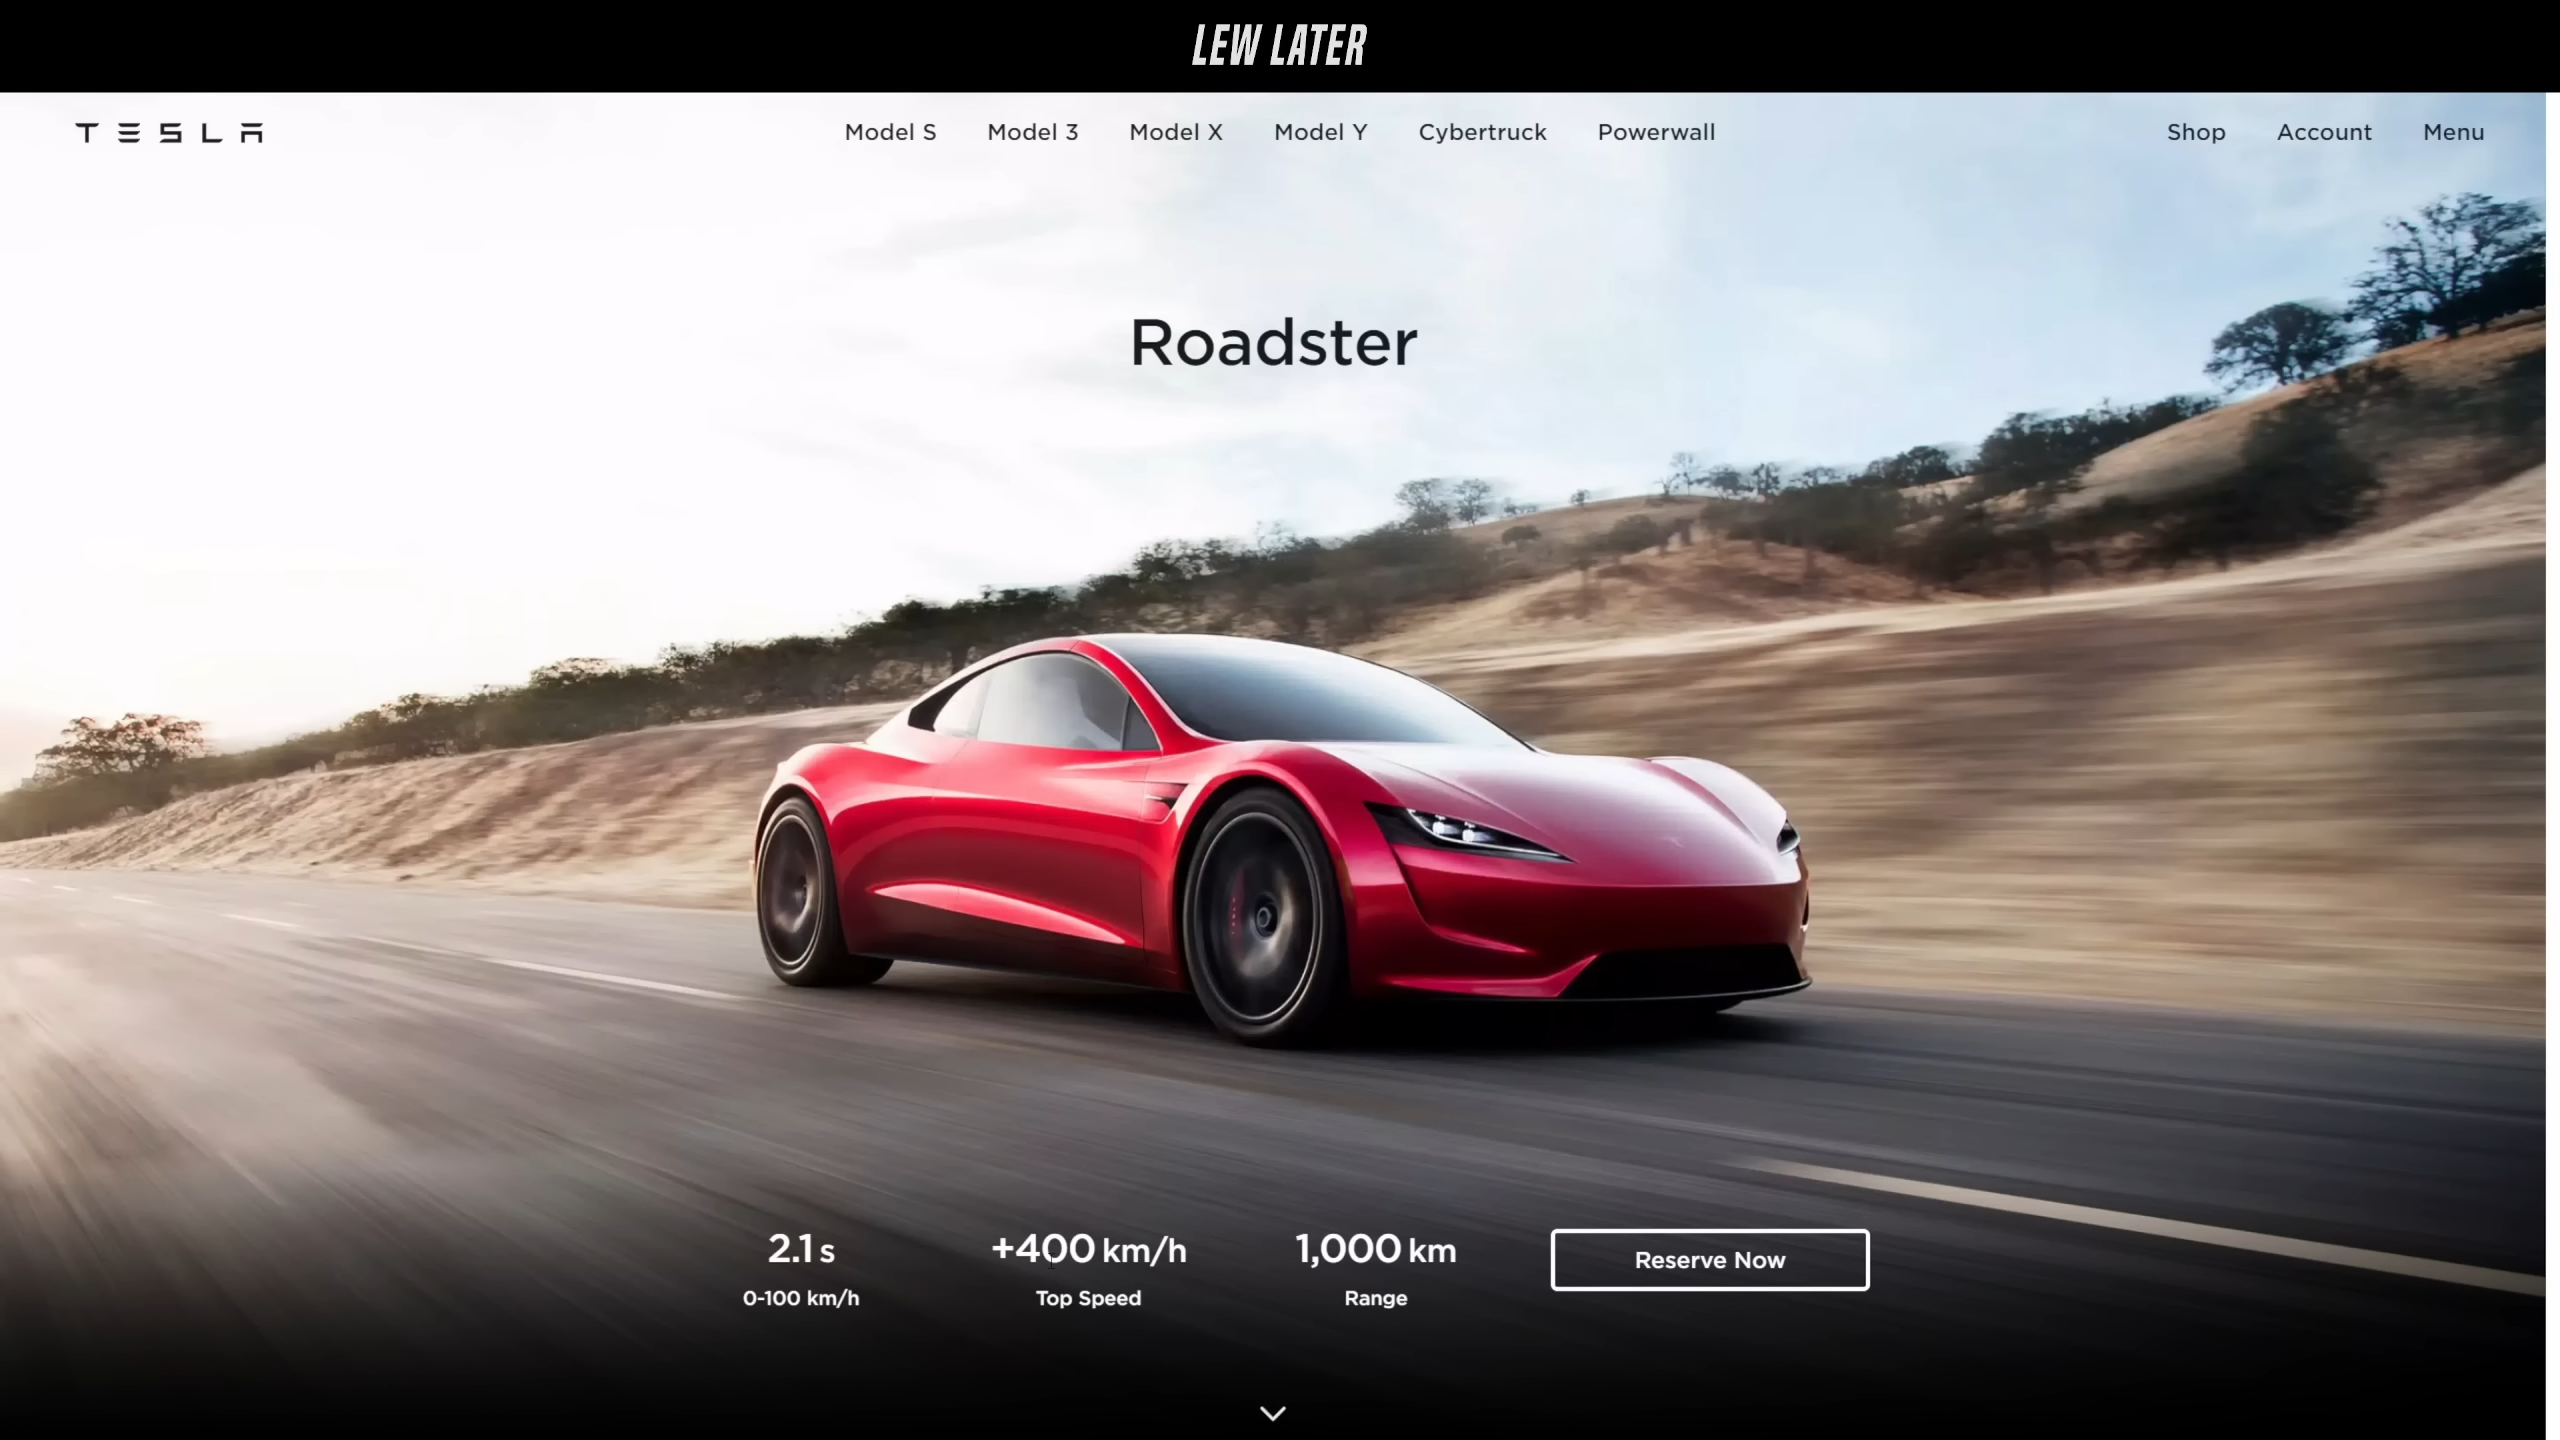 LEW LATER
TESLA
Model S Model 3 Model X Model Y Cybertruck Powerwall
Shop Account Menu
Roadster
2.1 s
0-100 km/h
+400 km/h
Top Speed
1,000 km
Range
Reserve Now